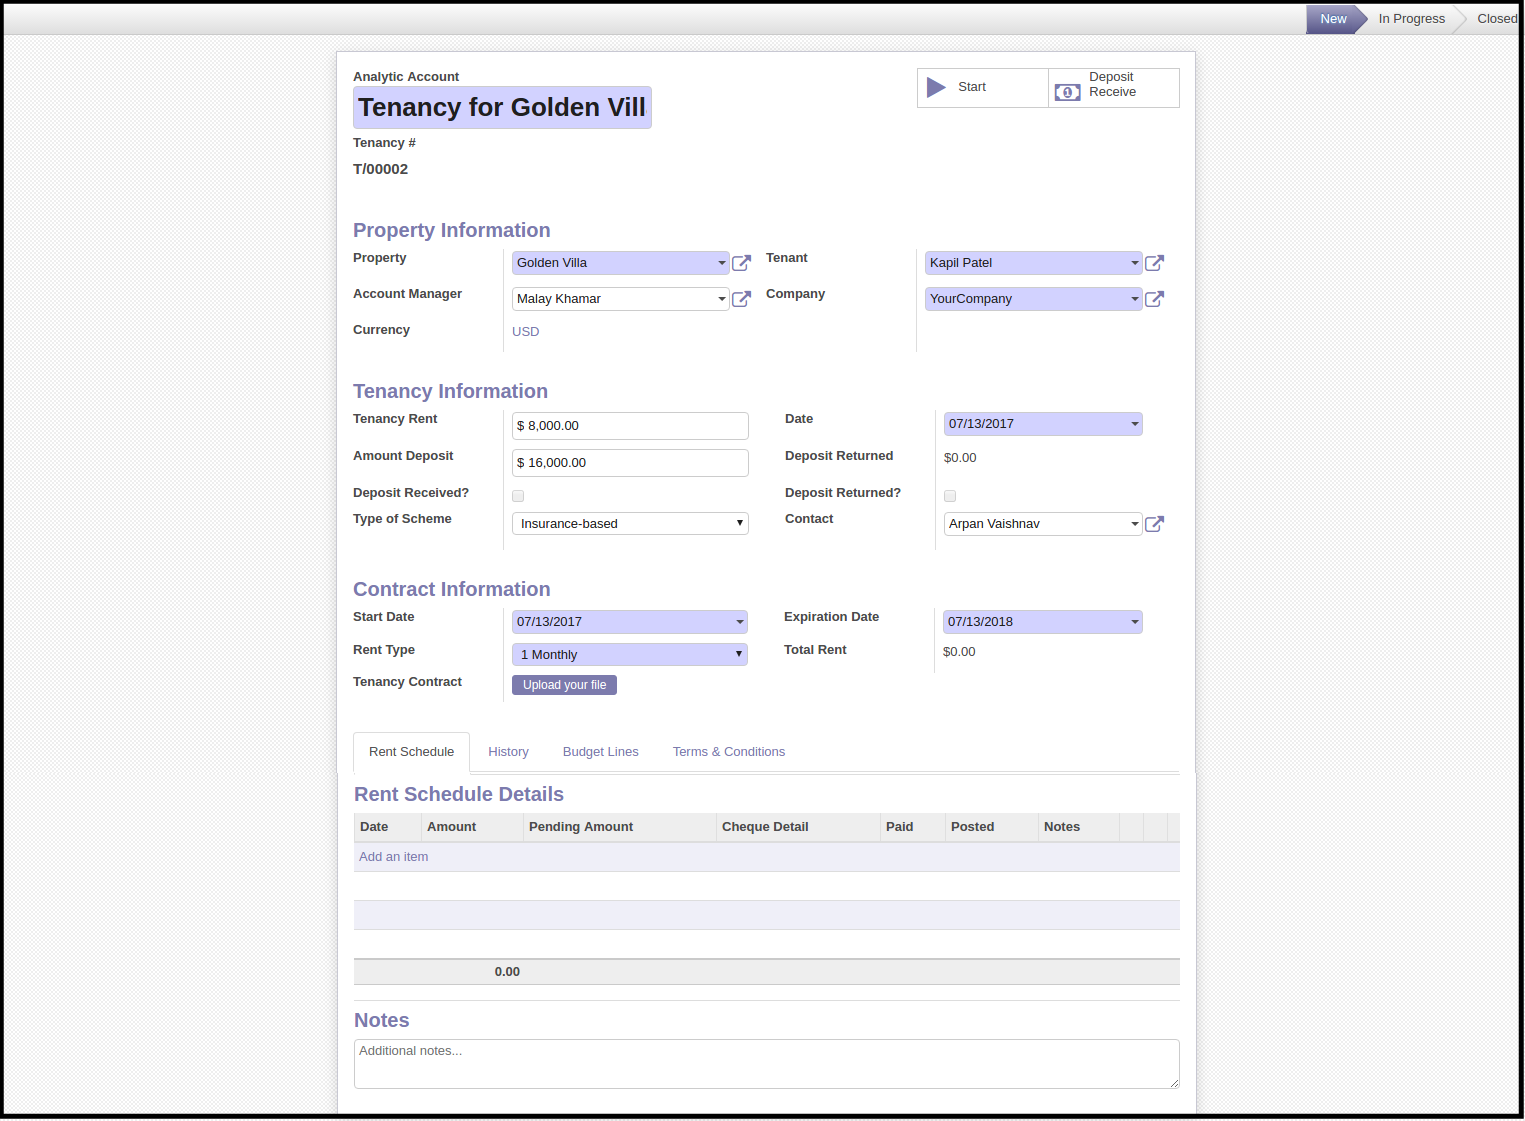 New In Progress Closed
Analytic Account
Tenancy for Golden Vill
Start
Deposit
Receive
Tenancy #
T/00002
Property Information
Property Golden Villa Tenant Kapil Patel
Account Manager Malay Khamar Company YourCompany
Currency USD
Tenancy Information
Tenancy Rent $ 8,000.00 Date 07/13/2017
Amount Deposit $ 16,000.00 Deposit Returned $0.00
Deposit Received? Deposit Returned?
Type of Scheme Insurance-based Contact Arpan Vaishnav
Contract Information
Start Date 07/13/2017 Expiration Date 07/13/2018
Rent Type 1 Monthly Total Rent $0.00
Tenancy Contract Upload your file
Rent Schedule History Budget Lines Terms & Conditions
Rent Schedule Details
Date Amount Pending Amount Cheque Detail Paid Posted Notes
Add an item
0.00
Notes
Additional notes...